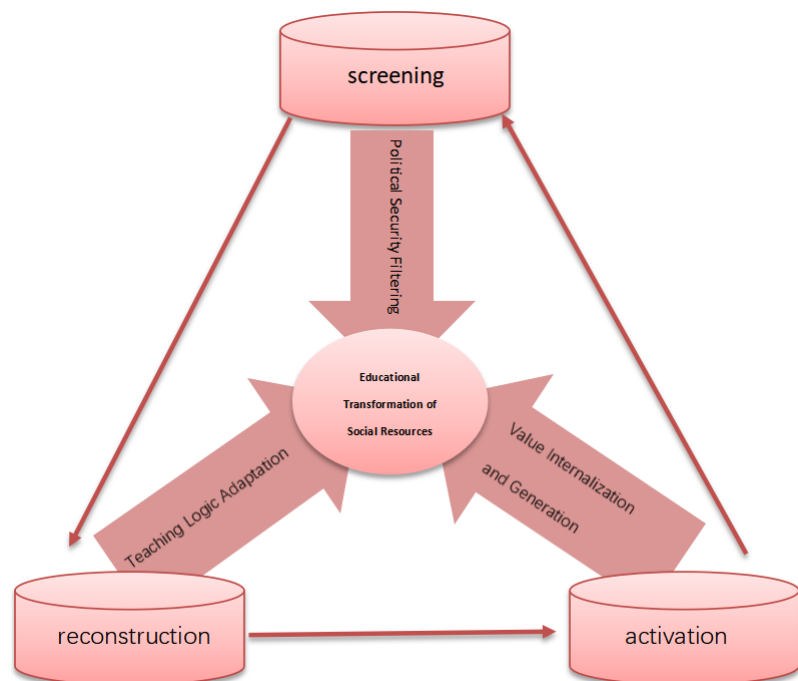 screening
Political Security Filtering
Educational
Transformation of
Social Resources
Teaching Logic Adaptation
Value Internalization
and Generation
reconstruction
activation